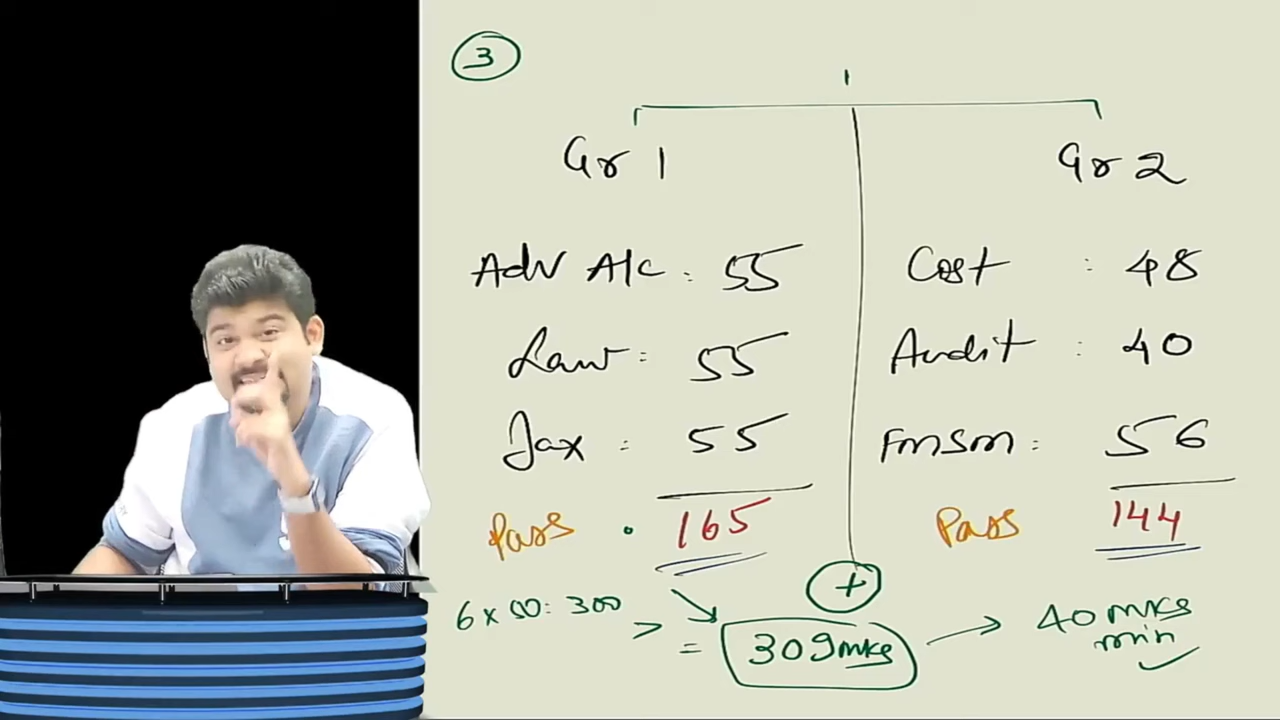 3
Gr 1
Adv A/c : 55
Law : 55
Tax : 55
Pass 165
6 x 50 : 300
Gr 2
Cost : 48
Audit : 40
FMSM : 56
Pass 144
+
> = 309 mks → 40 mks
min ✓